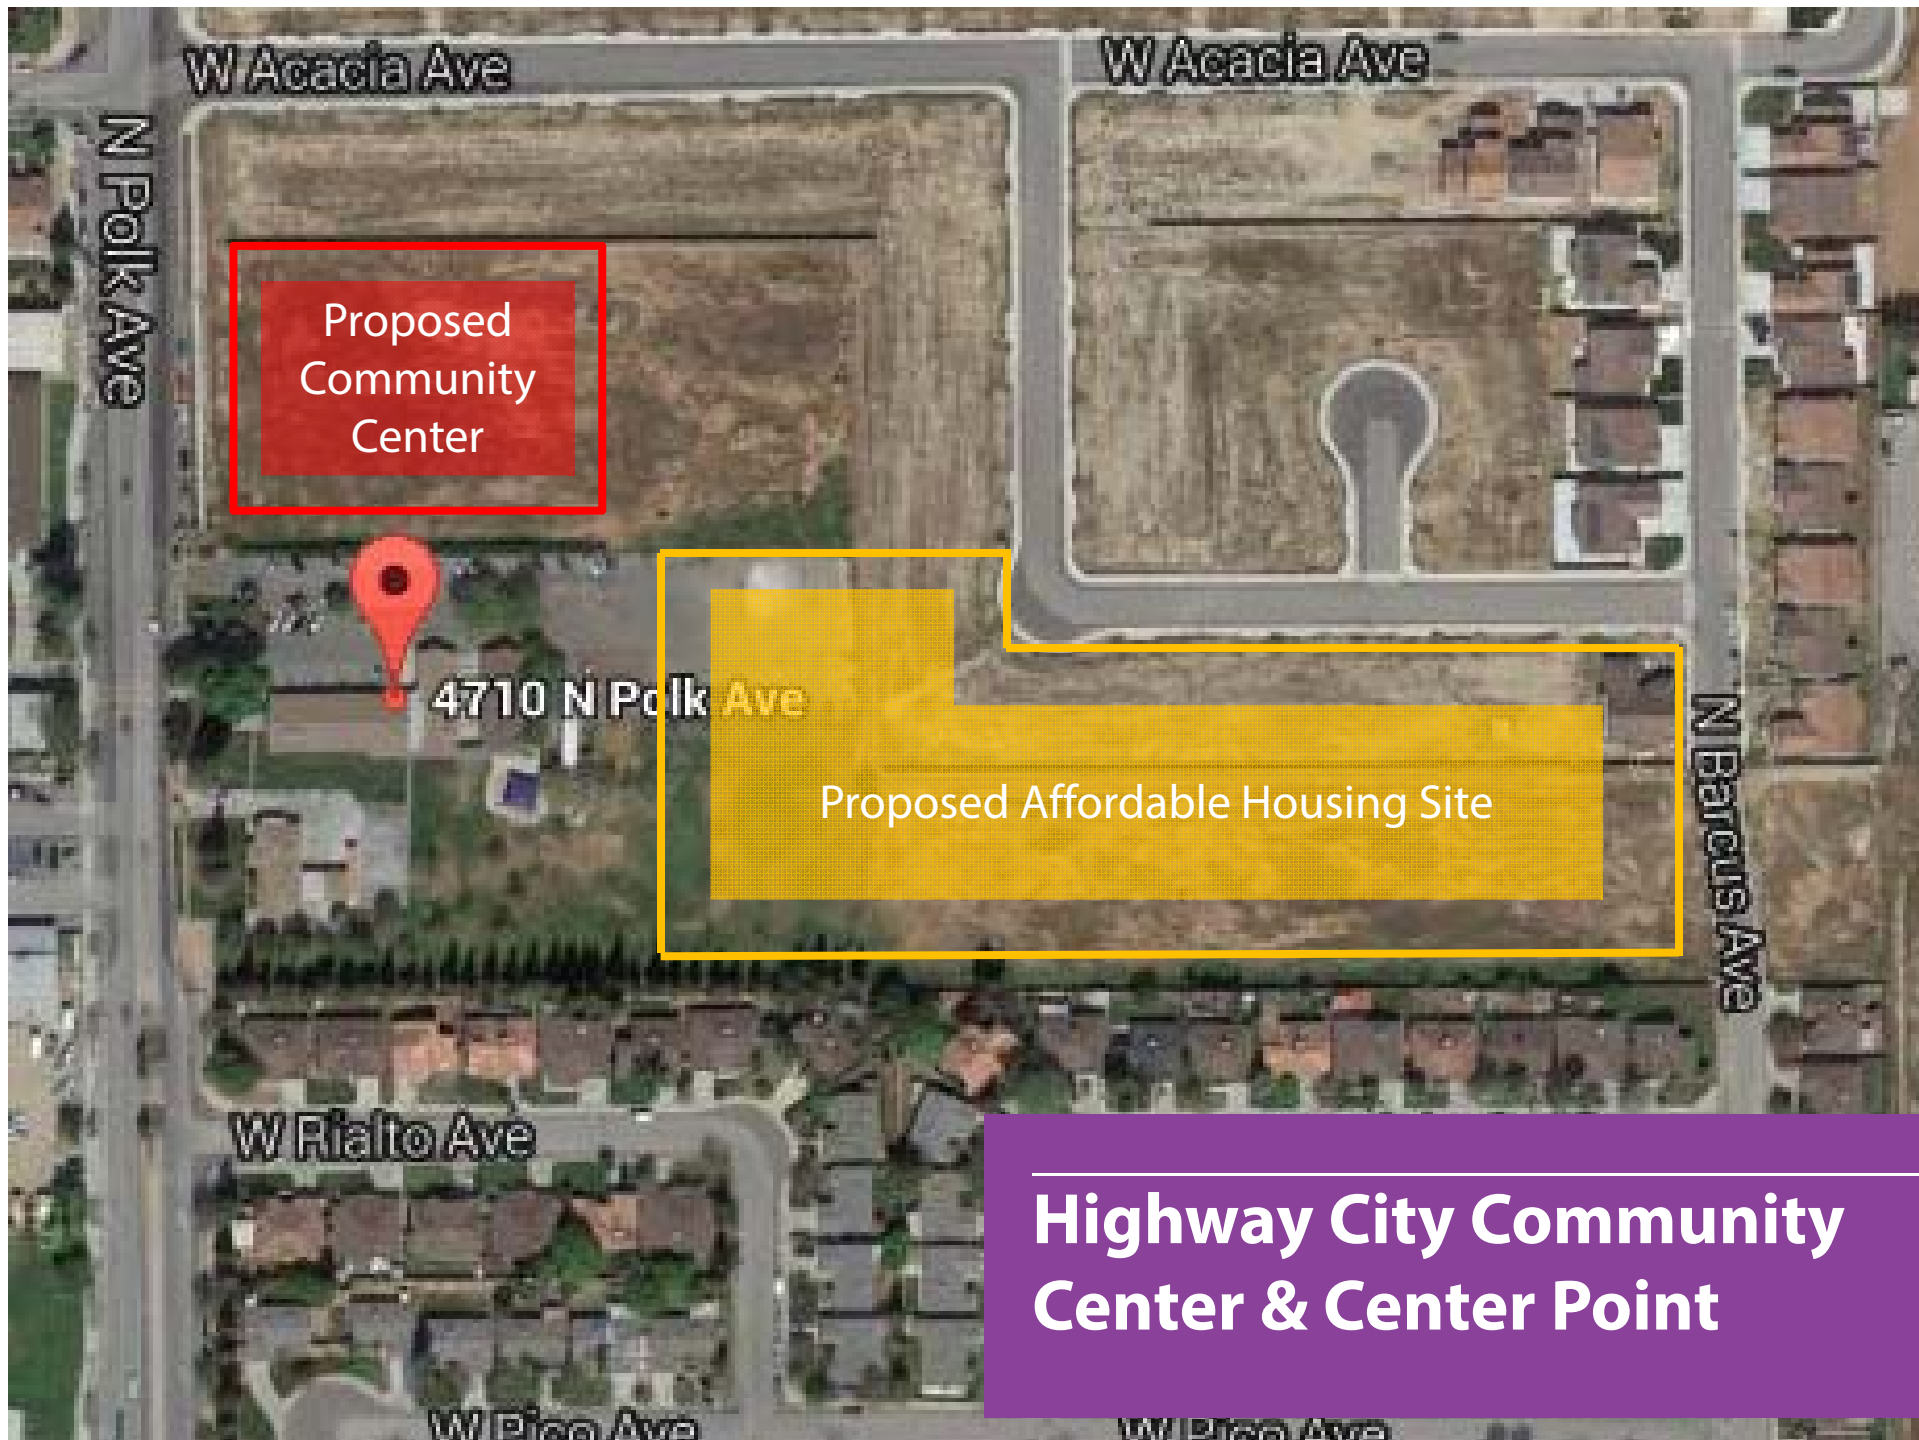 W Acacia Ave
W Acacia Ave
N Polk Ave
Proposed
Community
Center
4710 N Polk Ave
Proposed Affordable Housing Site
N Barcus Ave
W Rialto Ave
Highway City Community
Center & Center Point
W Pico Ave
W Pico Ave